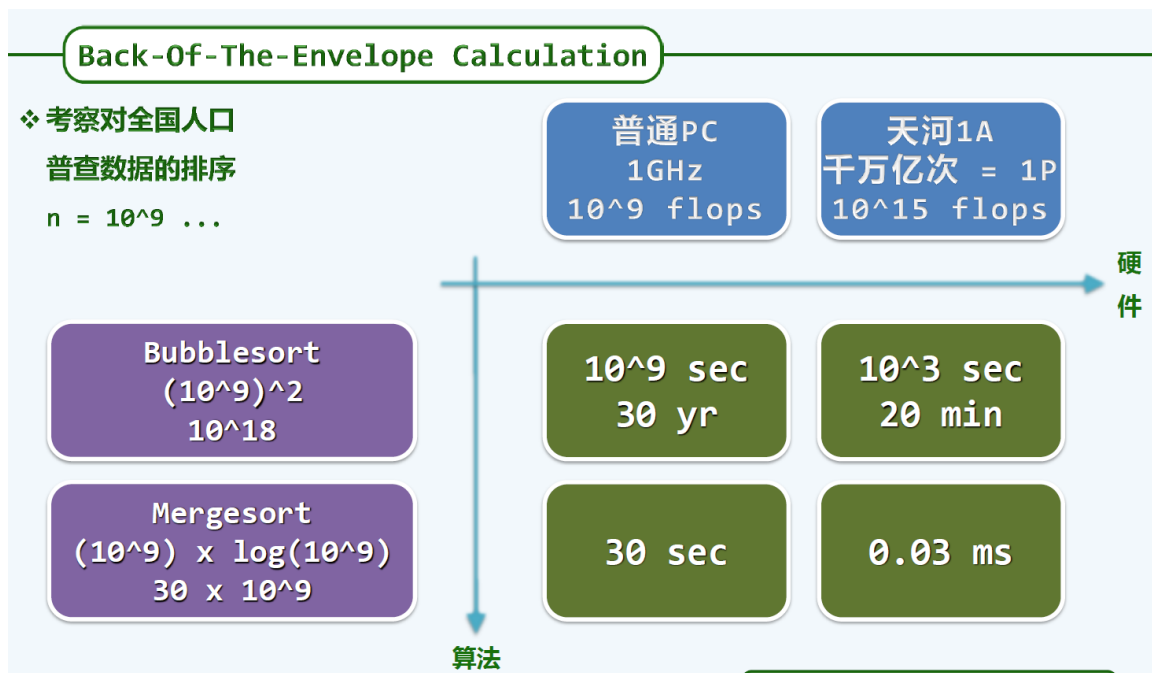 Back-Of-The-Envelope Calculation
❖ 考察对全国人口
普查数据的排序
n = 10^9 ...
普通PC
1GHz
10^9 flops
天河1A
千万亿次 = 1P
10^15 flops
硬
件
Bubblesort
(10^9)^2
10^18
10^9 sec
30 yr
10^3 sec
20 min
Mergesort
(10^9) x log(10^9)
30 x 10^9
30 sec
0.03 ms
算法